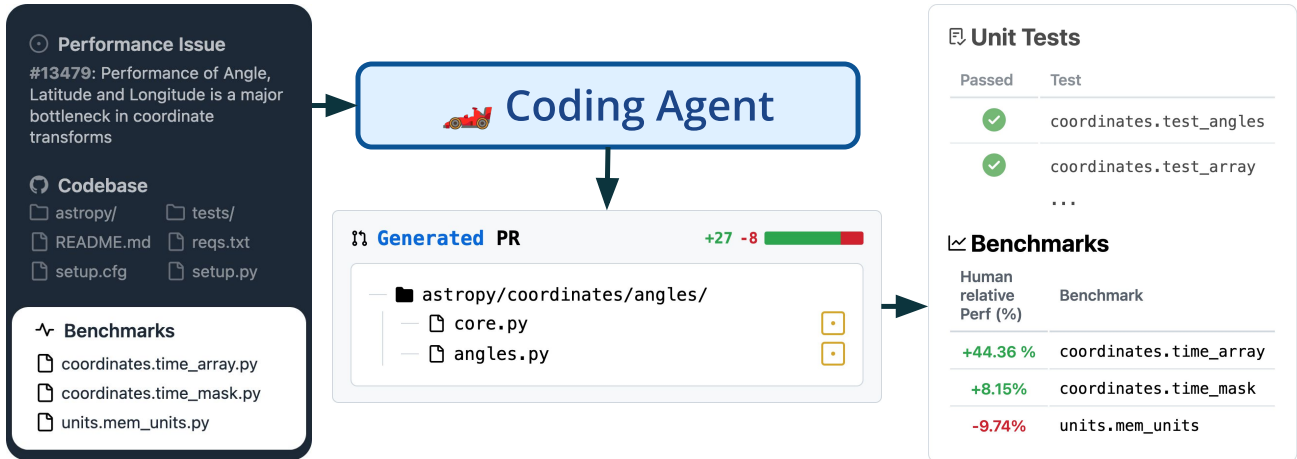 Performance Issue
#13479: Performance of Angle,
Latitude and Longitude is a major
bottleneck in coordinate
transforms
Codebase
astropy/ tests/
README.md reqs.txt
setup.cfg setup.py
Benchmarks
coordinates.time_array.py
coordinates.time_mask.py
units.mem_units.py
Coding Agent
Generated PR +27 -8
astropy/coordinates/angles/
core.py
angles.py
Unit Tests
Passed Test
coordinates.test_angles
coordinates.test_array
...
Benchmarks
Human
relative
Perf (%) Benchmark
+44.36 % coordinates.time_array
+8.15% coordinates.time_mask
-9.74% units.mem_units